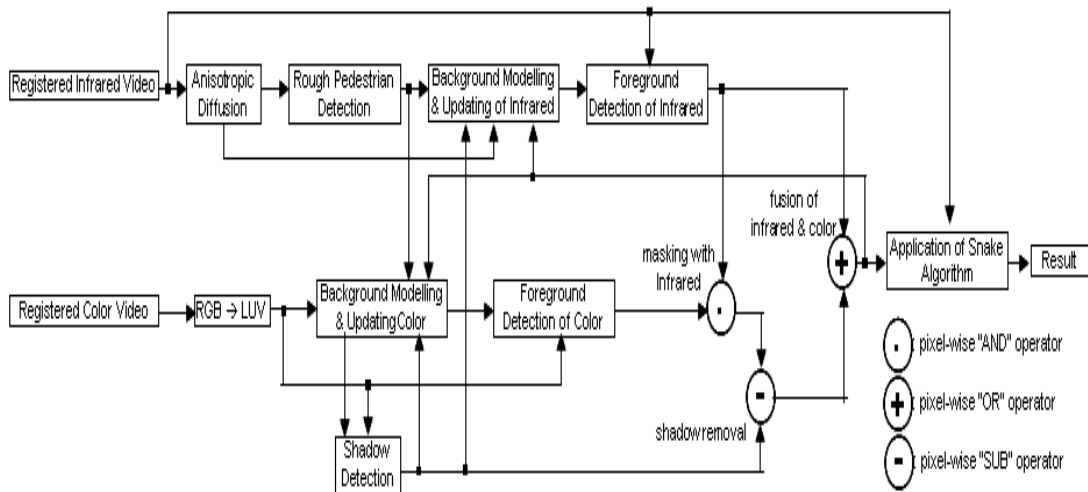 Registered Infrared Video
Anisotropic
Diffusion
Rough Pedestrian
Detection
Background Modelling
& Updating of Infrared
Foreground
Detection of Infrared
fusion of
infrared & color
+
Application of Snake
Algorithm
Result
masking with
Infrared
.
Registered Color Video
RGB → LUV
Background Modelling
& UpdatingColor
Foreground
Detection of Color
-
shadow removal
Shadow
Detection
. : pixel-wise "AND" operator
+ : pixel-wise "OR" operator
- : pixel-wise "SUB" operator